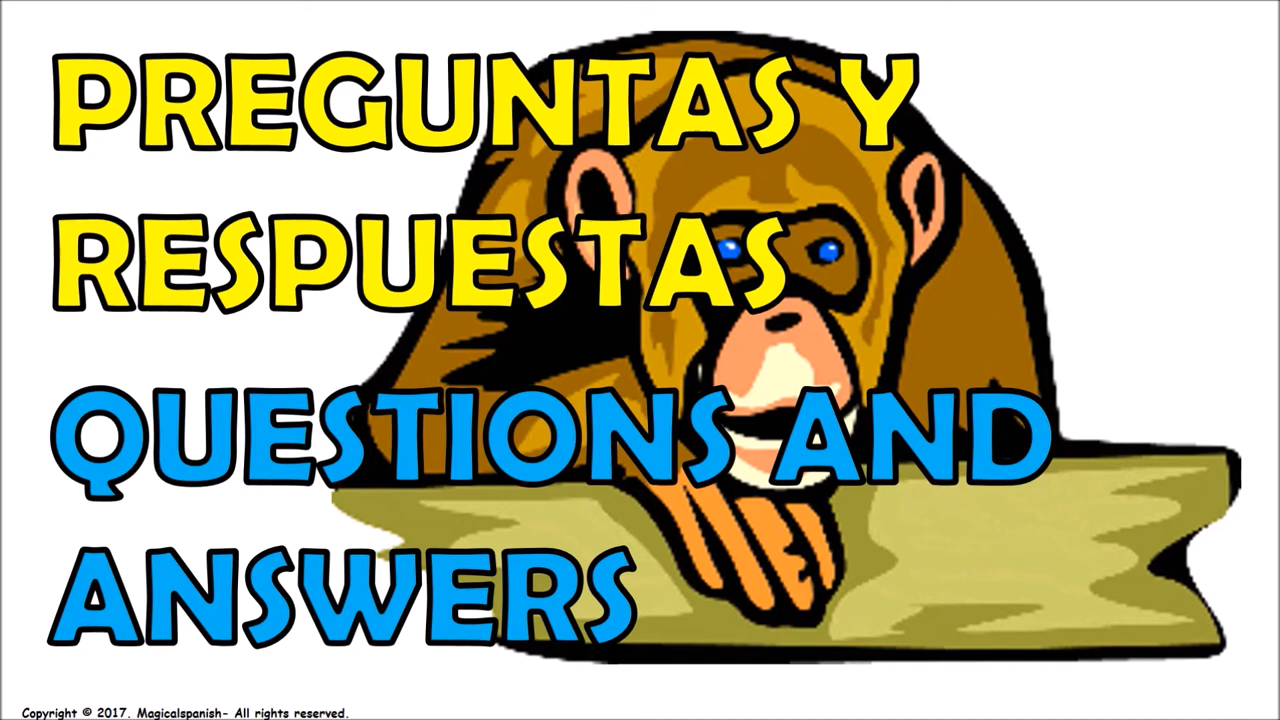 PREGUNTAS Y
RESPUESTAS
QUESTIONS AND
ANSWERS
Copyright © 2017. Magicalspanish- All rights reserved.